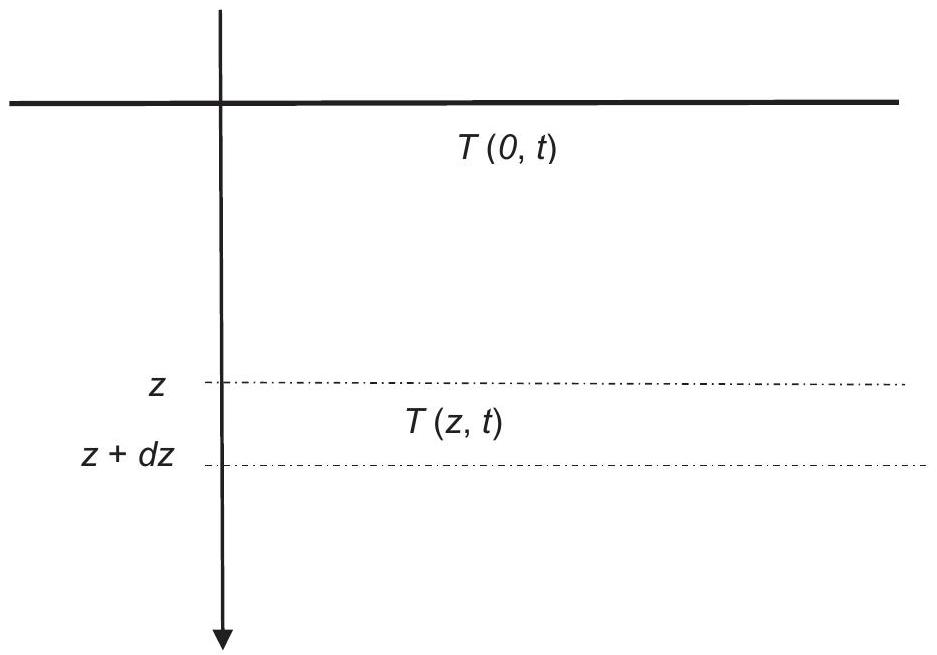 T (0, t)
z
T (z, t)
z + dz